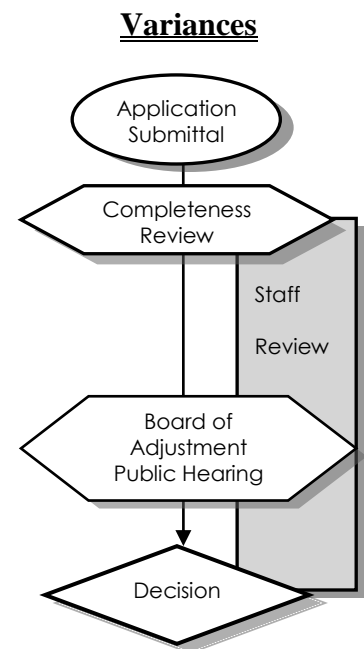 Variances
Application
Submittal
Completeness
Review
Staff
Review
Board of
Adjustment
Public Hearing
Decision